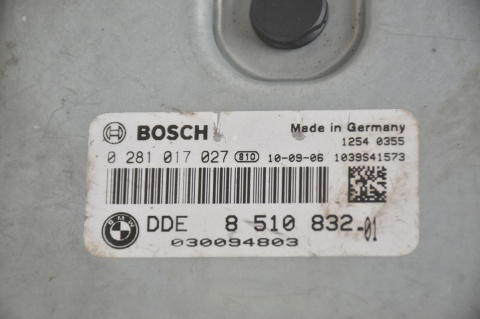 BOSCH Made in Germany
1254 0355
0 281 017 027 810 10-09-06 1039S41573
BMW DDE 8 510 832-01
030094803